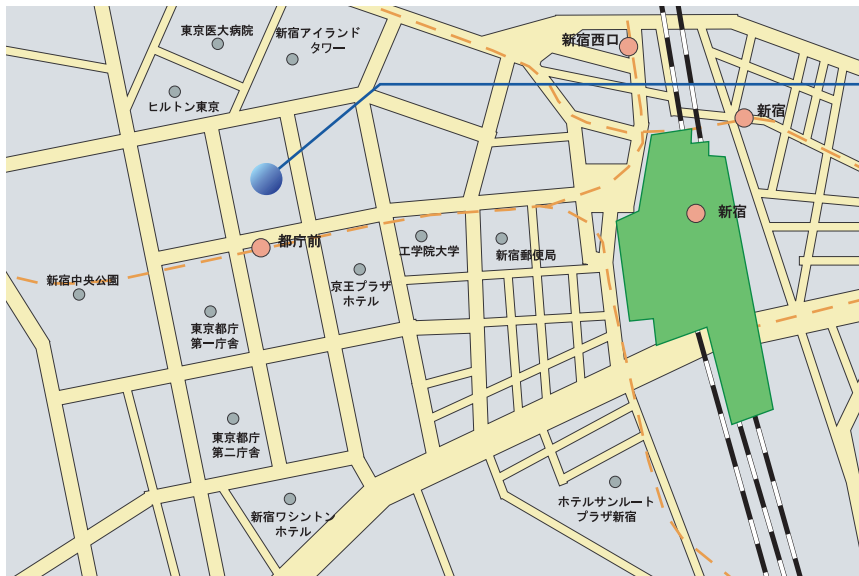 東京医大病院
新宿アイランド
タワー
新宿西口
ヒルトン東京
新宿
新宿
都庁前
工学院大学
新宿郵便局
新宿中央公園
京王プラザ
ホテル
東京都庁
第一庁舎
東京都庁
第二庁舎
新宿ワシントン
ホテル
ホテルサンルート
プラザ新宿